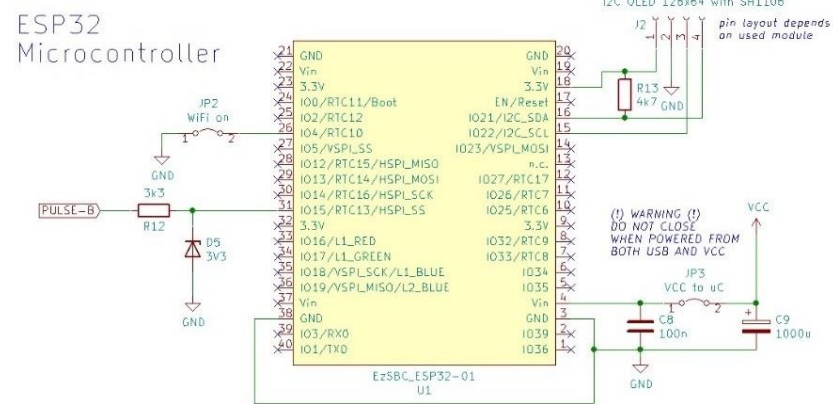 ESP32
Microcontroller
I2C OLED 128x64 with SH1106
J2
pin layout depends
on used module
1
2
3
4
R13
4k7
GND
JP2
WiFi on
1
2
GND
3k3
PULSE-B
R12
D5
3V3
GND
21 GND
22 Vin
23 3.3V
24 IO0/RTC11/Boot
25 IO2/RTC12
26 IO4/RTC10
27 IO5/VSPI_SS
28 IO12/RTC15/HSPI_MISO
29 IO13/RTC14/HSPI_MOSI
30 IO14/RTC16/HSPI_SCK
31 IO15/RTC13/HSPI_SS
32 3.3V
33 IO16/L1_RED
34 IO17/L1_GREEN
35 IO18/VSPI_SCK/L1_BLUE
36 IO19/VSPI_MISO/L2_BLUE
37 Vin
38 GND
39 IO3/RX0
40 IO1/TX0
GND 20
Vin 19
3.3V 18
EN/Reset 17
IO21/I2C_SDA 16
IO22/I2C_SCL 15
IO23/VSPI_MOSI 14
n.c. 13
IO27/RTC17 12
IO26/RTC7 11
IO25/RTC6 10
3.3V 9
IO32/RTC9 8
IO33/RTC8 7
IO34 6
IO35 5
Vin 4
GND 3
IO39 2
IO36 1
EzSBC_ESP32-01
U1
(!) WARNING (!)
DO NOT CLOSE
WHEN POWERED FROM
BOTH USB AND VCC
VCC
JP3
VCC to uC
1
2
C8
100n
+
C9
1000u
GND